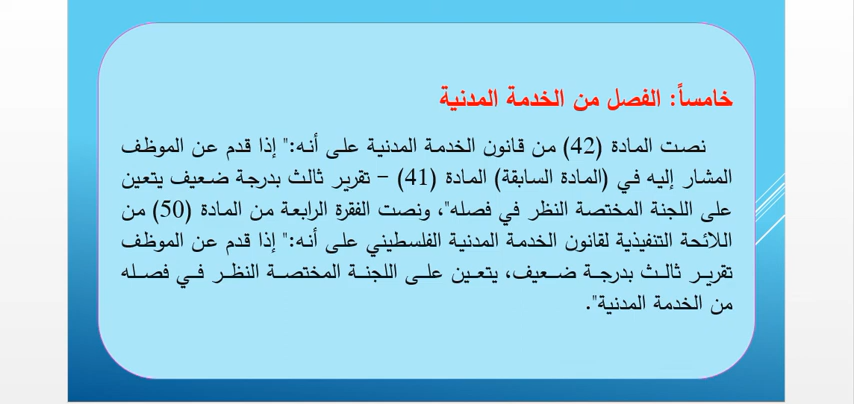 خامساً: الفصل من الخدمة المدنية
نصت المادة (42) من قانون الخدمة المدنية على أنه:" إذا قدم عن الموظف
المشار إليه في (المادة السابقة) المادة (41) – تقرير ثالث بدرجة ضعيف يتعين
على اللجنة المختصة النظر في فصله"، ونصت الفقرة الرابعة من المادة (50) من
اللائحة التنفيذية لقانون الخدمة المدنية الفلسطيني على أنه:" إذا قدم عن الموظف
تقرير ثالث بدرجة ضعيف، يتعين على اللجنة المختصة النظر في فصله
من الخدمة المدنية".